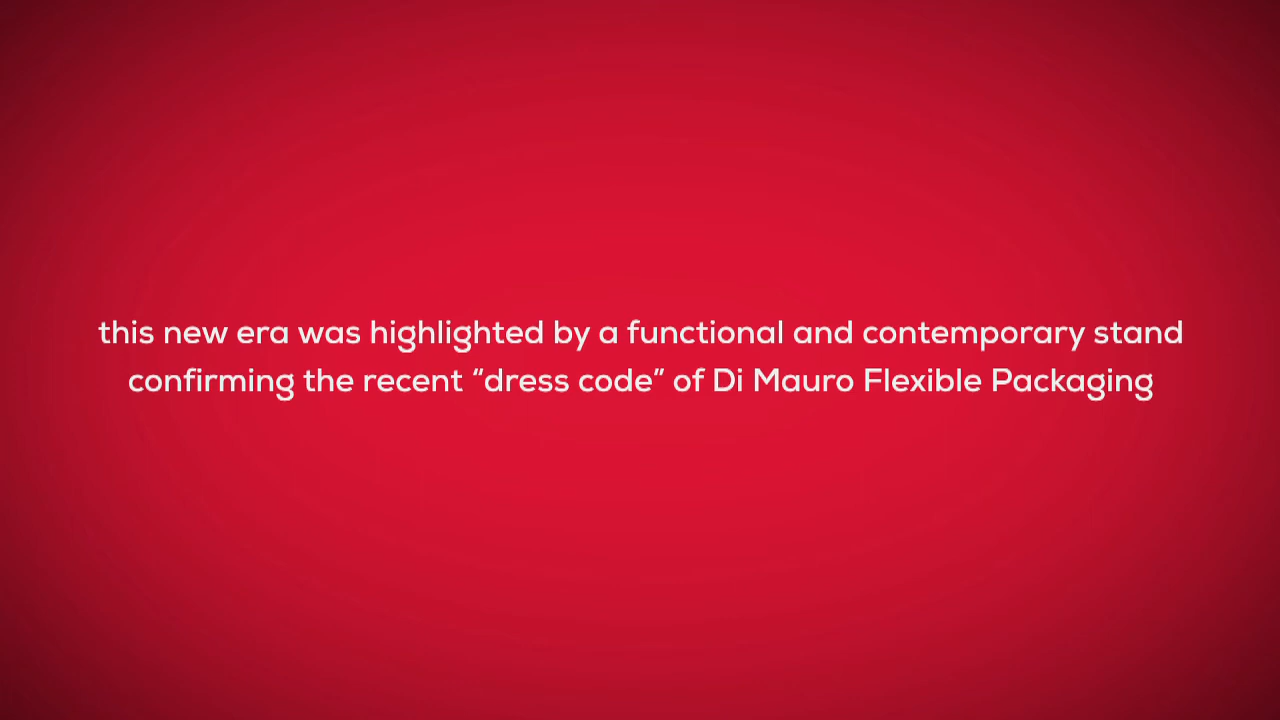 this new era was highlighted by a functional and contemporary stand
confirming the recent “dress code” of Di Mauro Flexible Packaging